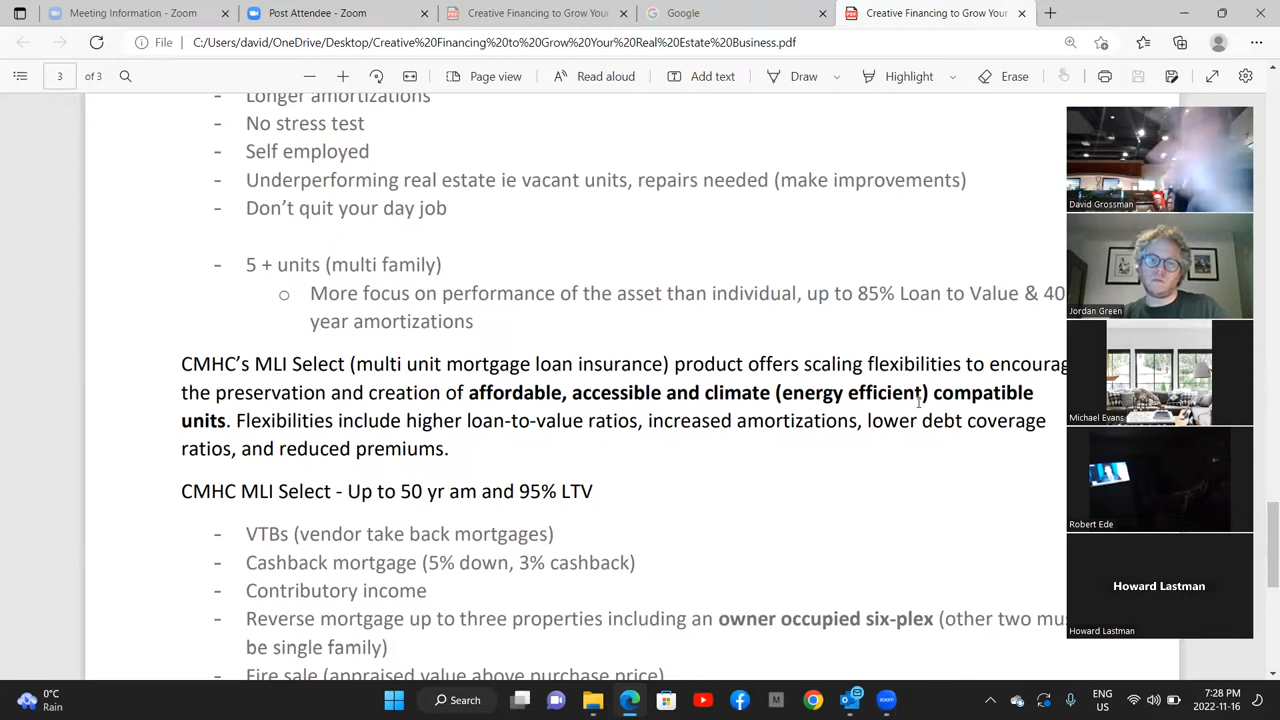 Meeting Information - Zoom
Post Attendee - Zoom
Creative Financing to Grow Your
Google
Creative Financing to Grow Your
File C:/Users/david/OneDrive/Desktop/Creative%20Financing%20to%20Grow%20Your%20Real%20Estate%20Business.pdf
3 of 3 Page view Read aloud Add text Draw Highlight Erase
- Longer amortizations
- No stress test
- Self employed
- Underperforming real estate ie vacant units, repairs needed (make improvements)
- Don't quit your day job
- 5 + units (multi family)
o More focus on performance of the asset than individual, up to 85% Loan to Value & 40
year amortizations
CMHC's MLI Select (multi unit mortgage loan insurance) product offers scaling flexibilities to encourag
the preservation and creation of affordable, accessible and climate (energy efficient) compatible
units. Flexibilities include higher loan-to-value ratios, increased amortizations, lower debt coverage
ratios, and reduced premiums.
CMHC MLI Select - Up to 50 yr am and 95% LTV
- VTBs (vendor take back mortgages)
- Cashback mortgage (5% down, 3% cashback)
- Contributory income
- Reverse mortgage up to three properties including an owner occupied six-plex (other two mu
be single family)
- Fire sale (appraised value above purchase price)
David Grossman
Jordan Green
Michael Evans
Robert Ede
Howard Lastman
Howard Lastman
0°C
Rain
Search
ENG
US
7:28 PM
2022-11-16